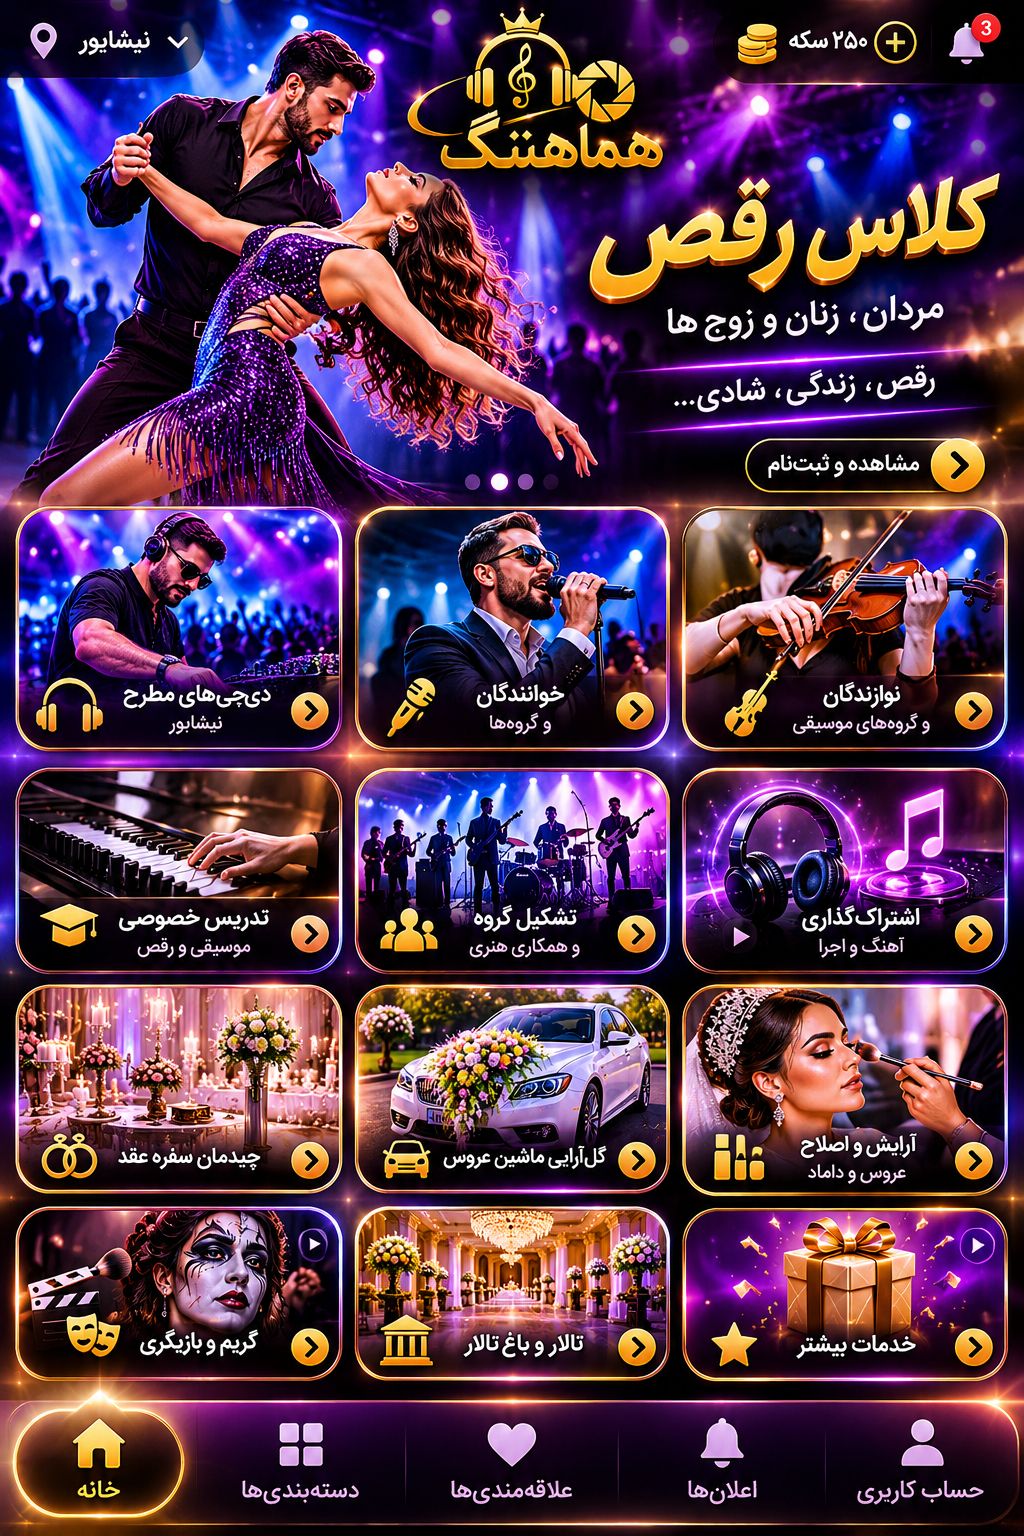 نیشابور
۲۵۰ سکه
3
هماهنگ
کلاس رقص
مردان، زنان و زوج ها
رقص، زندگی، شادی...
مشاهده و ثبت‌نام
نوازندگان
و گروه‌های موسیقی
خوانندگان
و گروه‌ها
دی‌جی‌های مطرح
نیشابور
اشتراک‌گذاری
آهنگ و اجرا
تشکیل گروه
و همکاری هنری
تدریس خصوصی
موسیقی و رقص
آرایش و اصلاح
عروس و داماد
گل‌آرایی ماشین عروس
چیدمان سفره عقد
خدمات بیشتر
تالار و باغ تالار
گریم و بازیگری
حساب کاربری
اعلان‌ها
علاقه‌مندی‌ها
دسته‌بندی‌ها
خانه